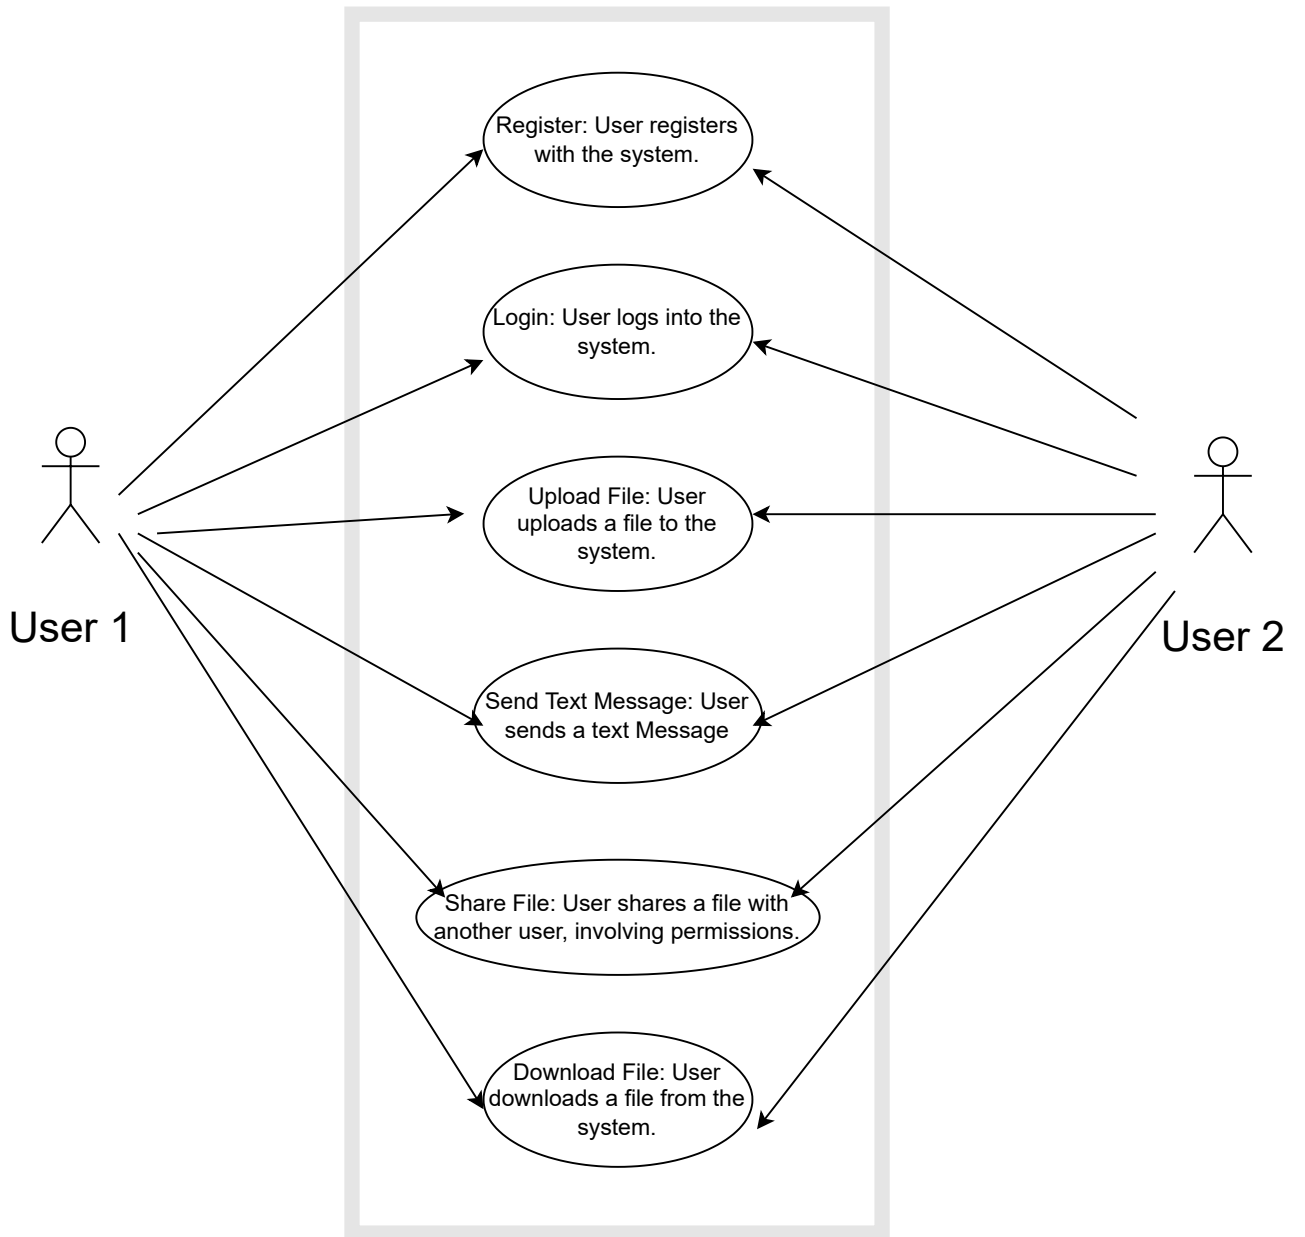 Register: User registers
with the system.
Login: User logs into the
system.
Upload File: User
uploads a file to the
system.
User 1
User 2
Send Text Message: User
sends a text Message
Share File: User shares a file with
another user, involving permissions.
Download File: User
downloads a file from the
system.